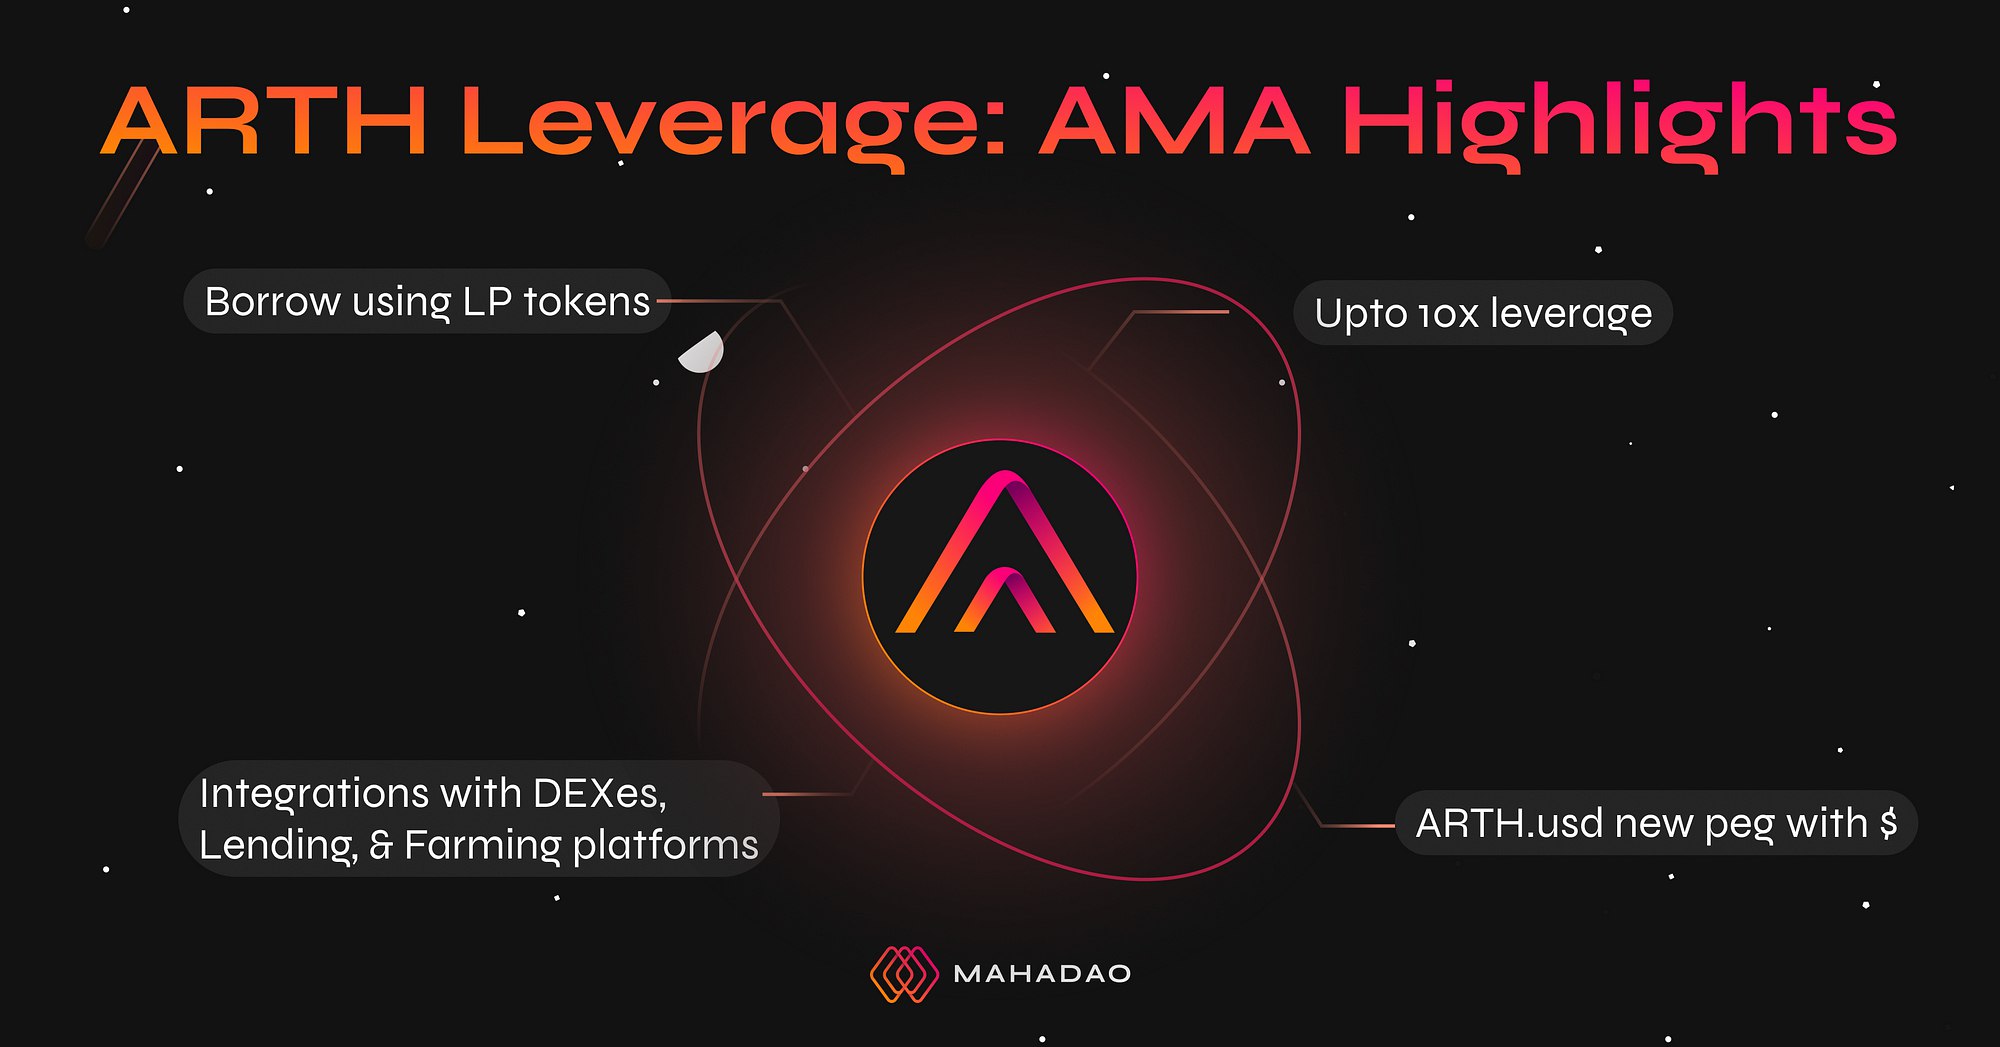 ARTH Leverage: AMA Highlights
Borrow using LP tokens
Upto 10x leverage
Integrations with DEXes,
Lending, & Farming platforms
ARTH.usd new peg with $
MAHADAO